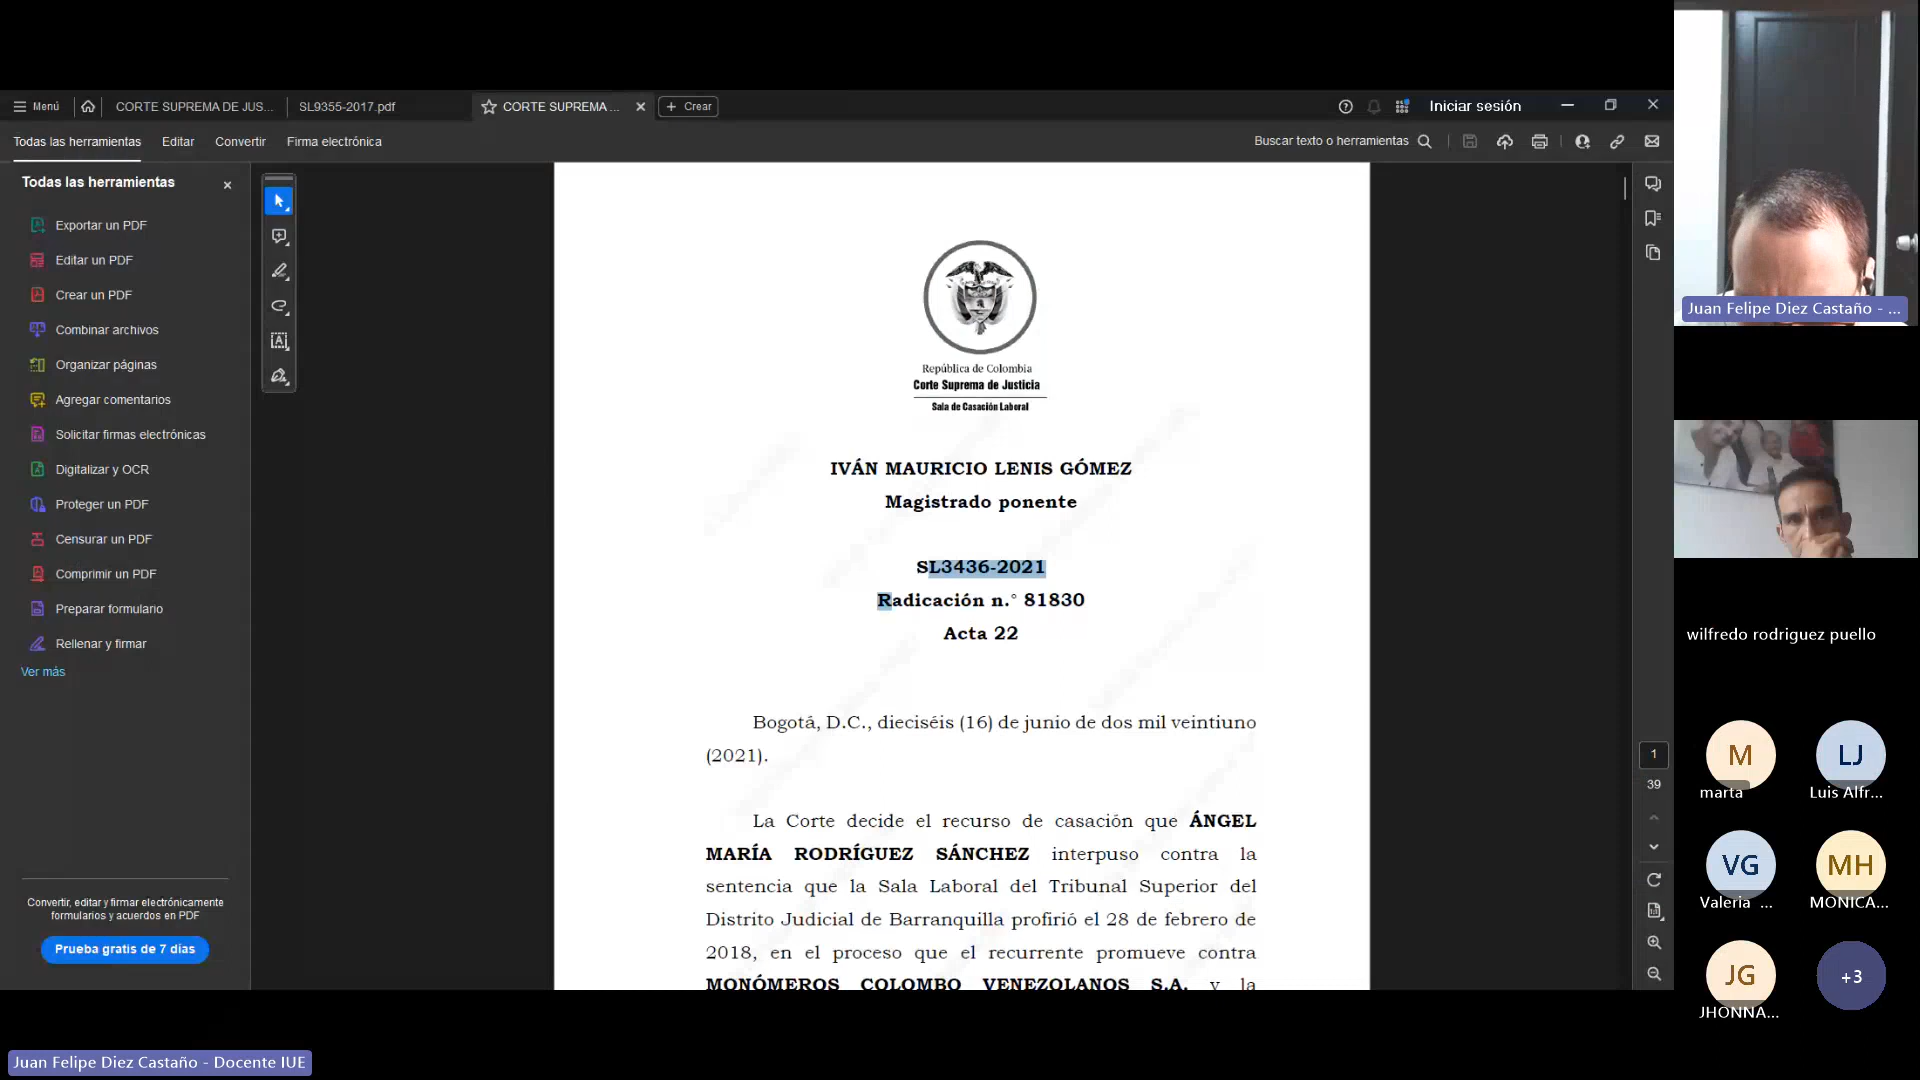 Menú
CORTE SUPREMA DE JUS...
SL9355-2017.pdf
CORTE SUPREMA ...
Crear
Iniciar sesión
Todas las herramientas
Editar
Convertir
Firma electrónica
Buscar texto o herramientas
Todas las herramientas
Exportar un PDF
Editar un PDF
Crear un PDF
Combinar archivos
Organizar páginas
Agregar comentarios
Solicitar firmas electrónicas
Digitalizar y OCR
Proteger un PDF
Censurar un PDF
Comprimir un PDF
Preparar formulario
Rellenar y firmar
Ver más
Convertir, editar y firmar electrónicamente
formularios y acuerdos en PDF
Prueba gratis de 7 días
República de Colombia
Corte Suprema de Justicia
Sala de Casación Laboral
IVÁN MAURICIO LENIS GÓMEZ
Magistrado ponente
SL3436-2021
Radicación n.° 81830
Acta 22
Bogotá, D.C., dieciséis (16) de junio de dos mil veintiuno
(2021).
La Corte decide el recurso de casación que ÁNGEL
MARÍA RODRÍGUEZ SÁNCHEZ interpuso contra la
sentencia que la Sala Laboral del Tribunal Superior del
Distrito Judicial de Barranquilla profirió el 28 de febrero de
2018, en el proceso que el recurrente promueve contra
MONÓMEROS COLOMBO VENEZOLANOS S.A. y la
1
39
Juan Felipe Diez Castaño - ...
wilfredo rodriguez puello
M
marta
LJ
Luis Alfr...
VG
Valeria ...
MH
MONICA...
JG
JHONNA...
+3
Juan Felipe Diez Castaño - Docente IUE